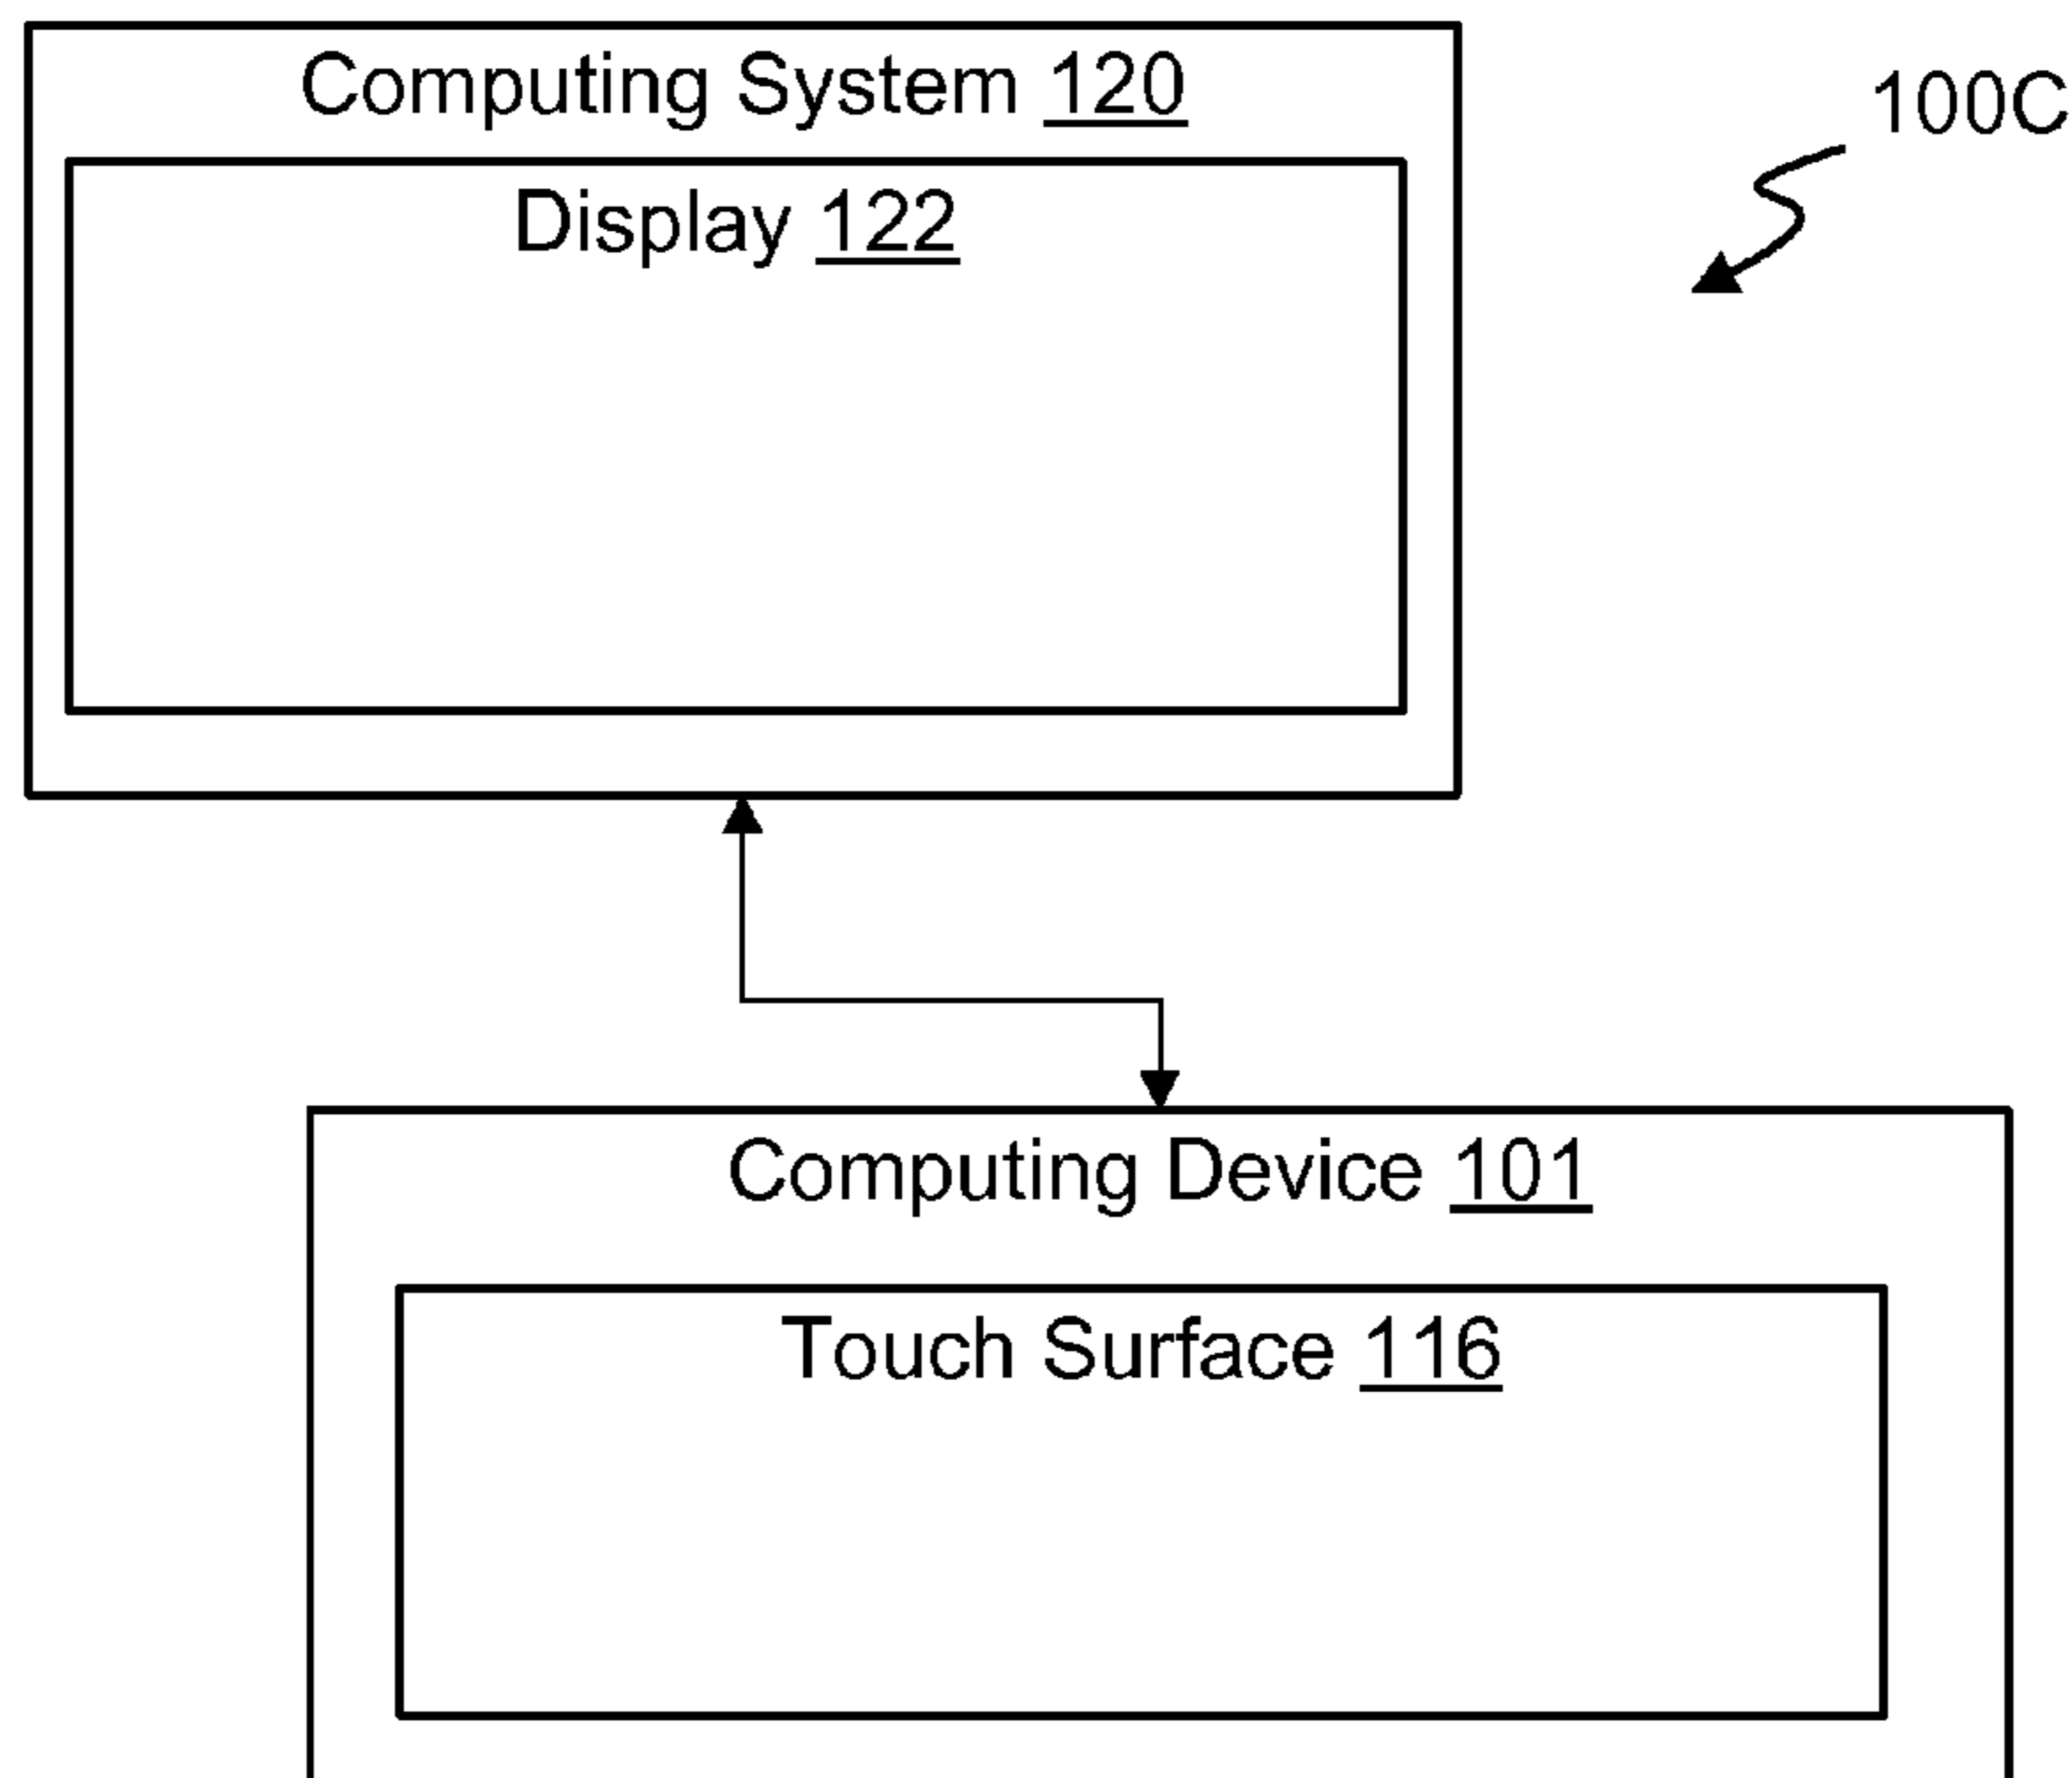 Computing System 120
100C
Display 122
Computing Device 101
Touch Surface 116